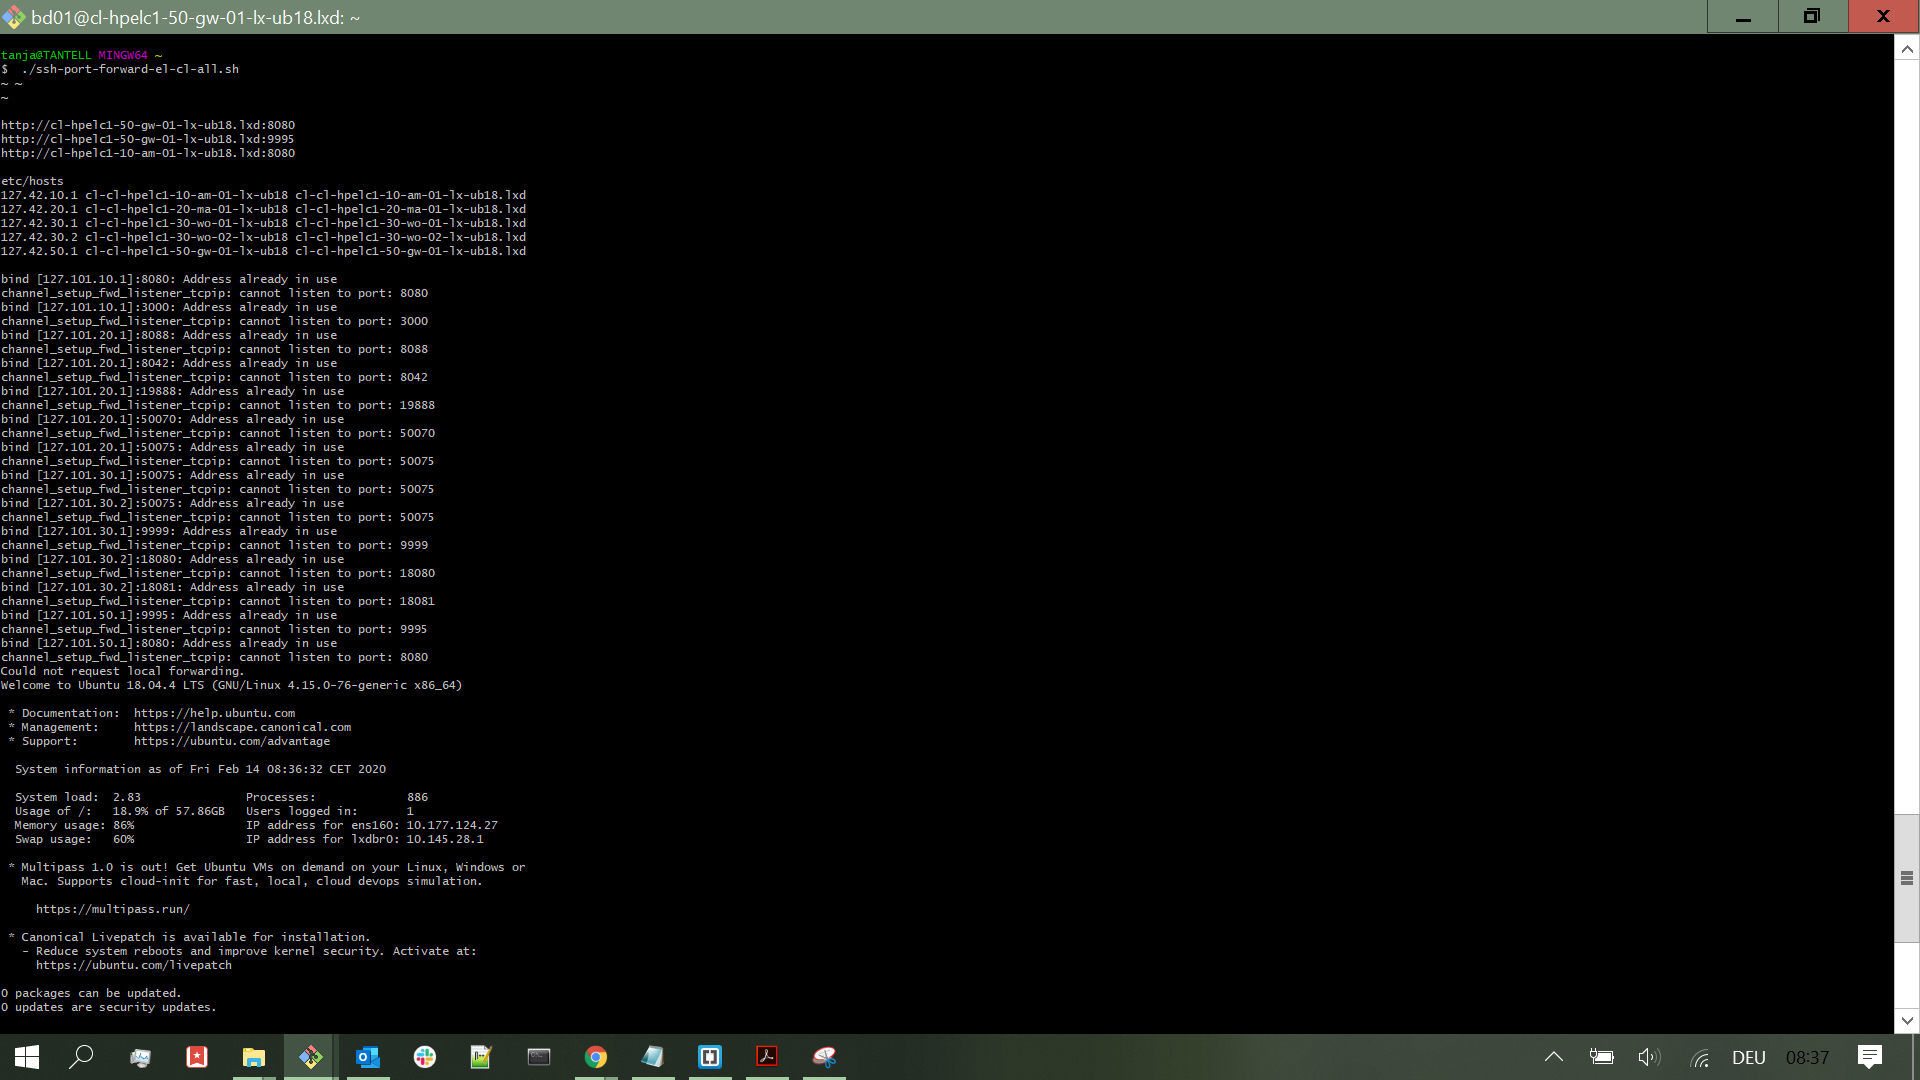 bd01@cl-hpelc1-50-gw-01-lx-ub18.lxd: ~
tanja@TANTELL MINGW64 ~
$  ./ssh-port-forward-el-cl-all.sh
~ ~
~
http://cl-hpelc1-50-gw-01-lx-ub18.lxd:8080
http://cl-hpelc1-50-gw-01-lx-ub18.lxd:9995
http://cl-hpelc1-10-am-01-lx-ub18.lxd:8080
etc/hosts
127.42.10.1 cl-cl-hpelc1-10-am-01-lx-ub18 cl-cl-hpelc1-10-am-01-lx-ub18.lxd
127.42.20.1 cl-cl-hpelc1-20-ma-01-lx-ub18 cl-cl-hpelc1-20-ma-01-lx-ub18.lxd
127.42.30.1 cl-cl-hpelc1-30-wo-01-lx-ub18 cl-cl-hpelc1-30-wo-01-lx-ub18.lxd
127.42.30.2 cl-cl-hpelc1-30-wo-02-lx-ub18 cl-cl-hpelc1-30-wo-02-lx-ub18.lxd
127.42.50.1 cl-cl-hpelc1-50-gw-01-lx-ub18 cl-cl-hpelc1-50-gw-01-lx-ub18.lxd
bind [127.101.10.1]:8080: Address already in use
channel_setup_fwd_listener_tcpip: cannot listen to port: 8080
bind [127.101.10.1]:3000: Address already in use
channel_setup_fwd_listener_tcpip: cannot listen to port: 3000
bind [127.101.20.1]:8088: Address already in use
channel_setup_fwd_listener_tcpip: cannot listen to port: 8088
bind [127.101.20.1]:8042: Address already in use
channel_setup_fwd_listener_tcpip: cannot listen to port: 8042
bind [127.101.20.1]:19888: Address already in use
channel_setup_fwd_listener_tcpip: cannot listen to port: 19888
bind [127.101.20.1]:50070: Address already in use
channel_setup_fwd_listener_tcpip: cannot listen to port: 50070
bind [127.101.20.1]:50075: Address already in use
channel_setup_fwd_listener_tcpip: cannot listen to port: 50075
bind [127.101.30.1]:50075: Address already in use
channel_setup_fwd_listener_tcpip: cannot listen to port: 50075
bind [127.101.30.2]:50075: Address already in use
channel_setup_fwd_listener_tcpip: cannot listen to port: 50075
bind [127.101.30.1]:9999: Address already in use
channel_setup_fwd_listener_tcpip: cannot listen to port: 9999
bind [127.101.30.2]:18080: Address already in use
channel_setup_fwd_listener_tcpip: cannot listen to port: 18080
bind [127.101.30.2]:18081: Address already in use
channel_setup_fwd_listener_tcpip: cannot listen to port: 18081
bind [127.101.50.1]:9995: Address already in use
channel_setup_fwd_listener_tcpip: cannot listen to port: 9995
bind [127.101.50.1]:8080: Address already in use
channel_setup_fwd_listener_tcpip: cannot listen to port: 8080
Could not request local forwarding.
Welcome to Ubuntu 18.04.4 LTS (GNU/Linux 4.15.0-76-generic x86_64)
* Documentation:  https://help.ubuntu.com
* Management:     https://landscape.canonical.com
* Support:        https://ubuntu.com/advantage
System information as of Fri Feb 14 08:36:32 CET 2020
System load:  2.83               Processes:             886
Usage of /:   18.9% of 57.86GB   Users logged in:       1
Memory usage: 86%                IP address for ens160: 10.177.124.27
Swap usage:   60%                IP address for lxdbr0: 10.145.28.1
* Multipass 1.0 is out! Get Ubuntu VMs on demand on your Linux, Windows or
Mac. Supports cloud-init for fast, local, cloud devops simulation.
https://multipass.run/
* Canonical Livepatch is available for installation.
- Reduce system reboots and improve kernel security. Activate at:
https://ubuntu.com/livepatch
0 packages can be updated.
0 updates are security updates.
DEU 08:37